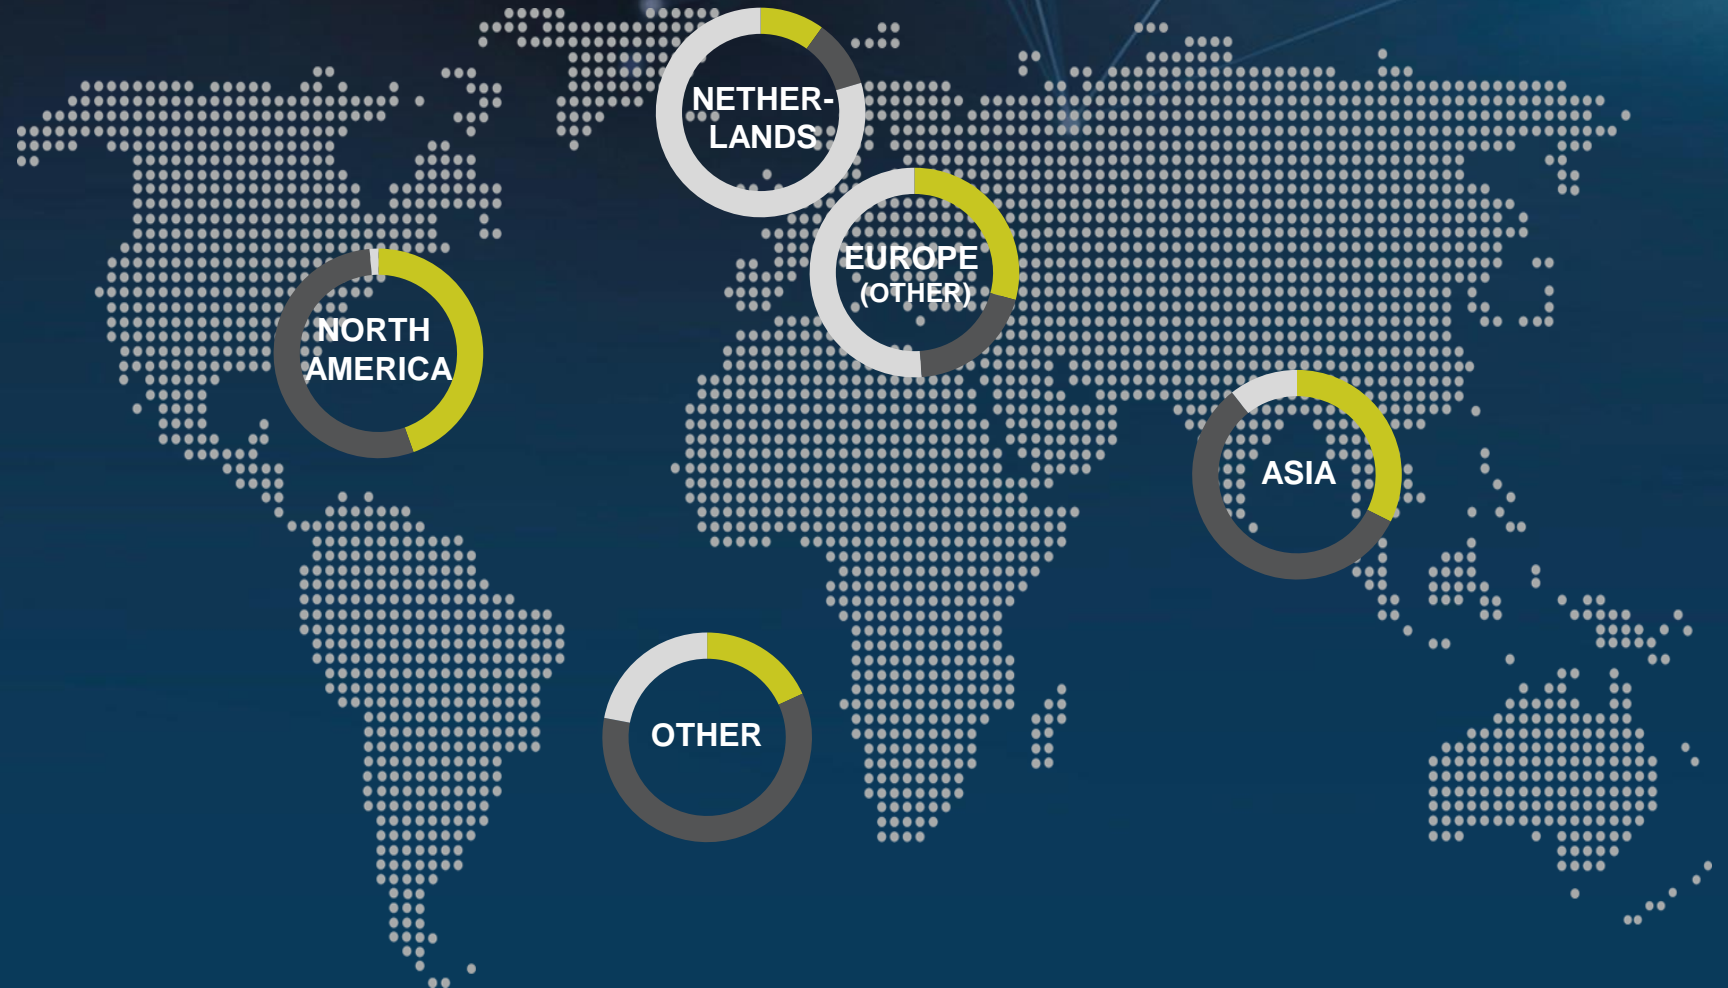 NETHER-
LANDS
EUROPE
(OTHER)
NORTH
AMERICA
ASIA
OTHER